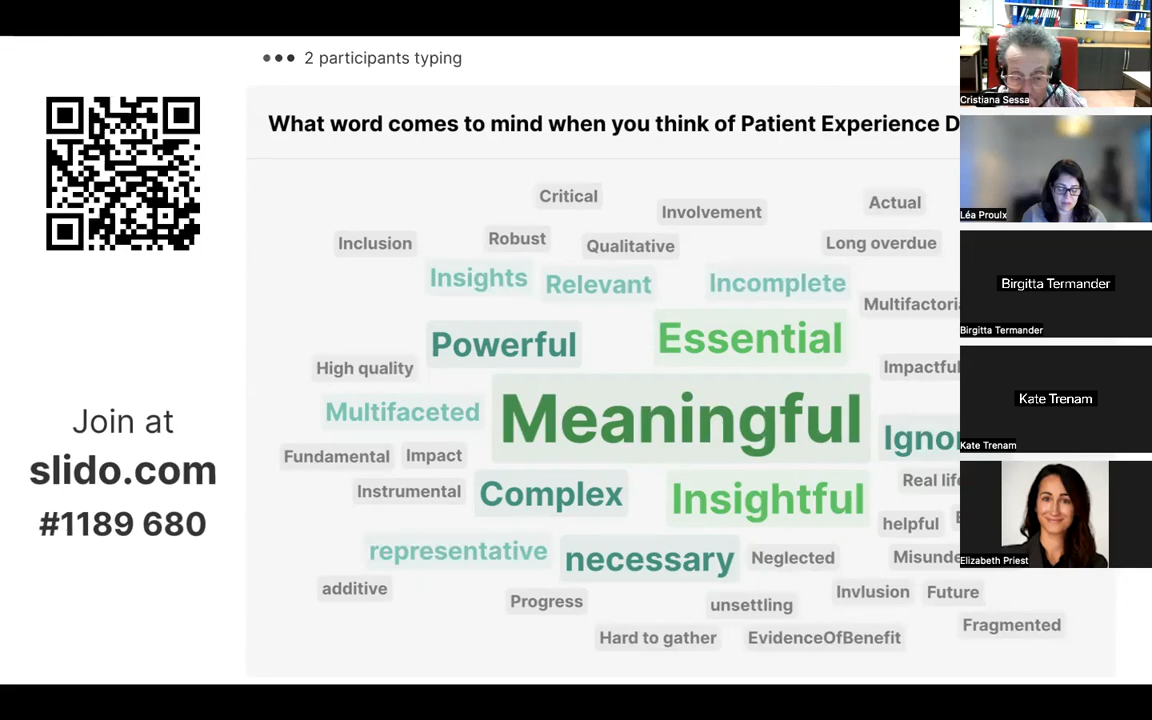 2 participants typing
What word comes to mind when you think of Patient Experience D
Critical
Involvement
Actual
Inclusion
Robust
Qualitative
Long overdue
Insights
Relevant
Incomplete
Multifactori
Powerful
Essential
High quality
Impactful
Multifaceted
Meaningful
Ignor
Fundamental
Impact
Real life
Instrumental
Complex
Insightful
helpful
representative
necessary
Neglected
Misunde
additive
Progress
unsettling
Invlusion
Future
Hard to gather
EvidenceOfBenefit
Fragmented
Join at
slido.com
#1189 680
Cristiana Sessa
Léa Proulx
Birgitta Termander
Birgitta Termander
Kate Trenam
Kate Trenam
Elizabeth Priest